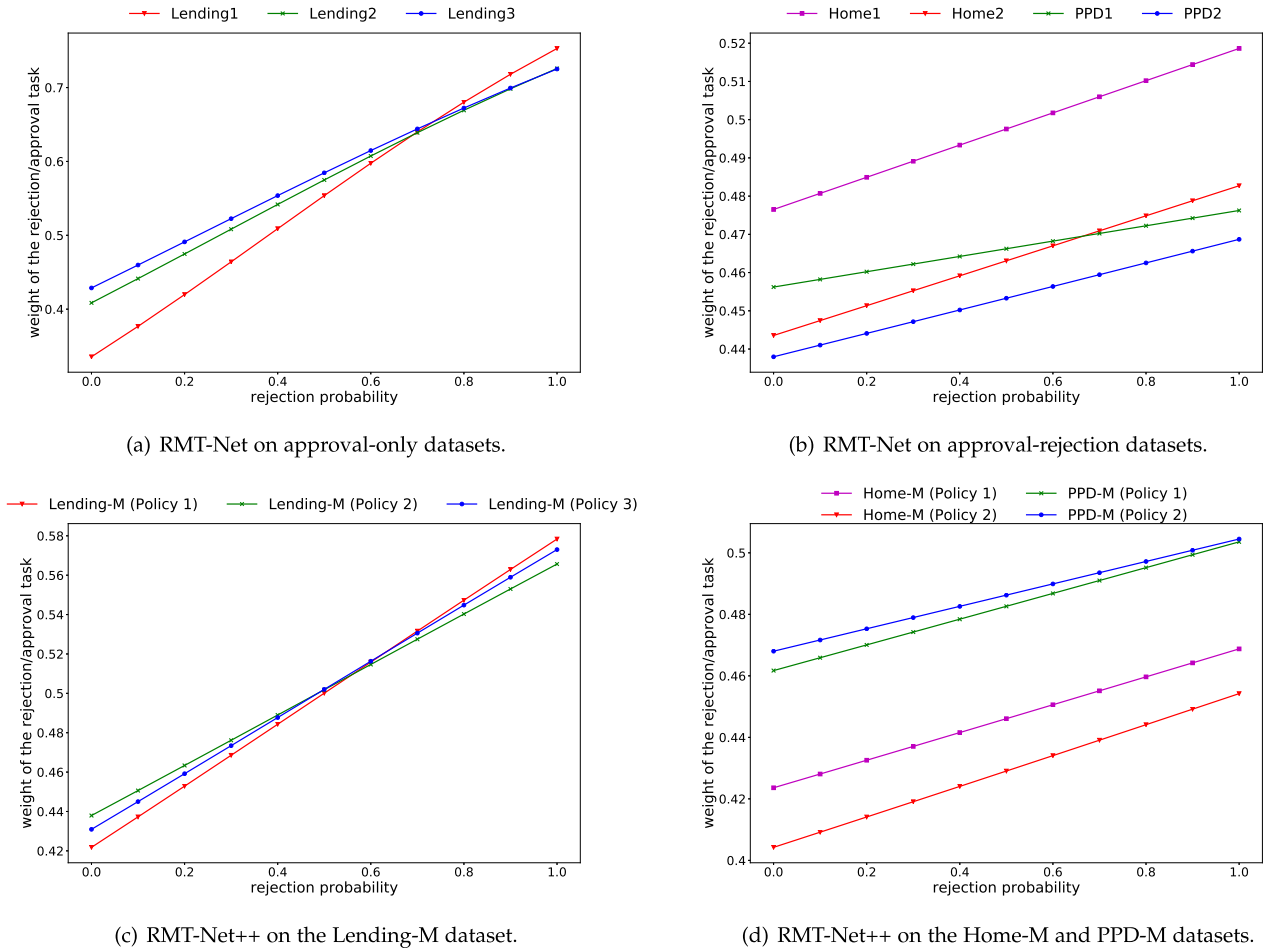 Lending1 Lending2 Lending3
weight of the rejection/approval task
0.7
0.6
0.5
0.4
0.0 0.2 0.4 0.6 0.8 1.0
rejection probability
(a) RMT-Net on approval-only datasets.
Home1 Home2 PPD1 PPD2
weight of the rejection/approval task
0.52
0.51
0.5
0.49
0.48
0.47
0.46
0.45
0.44
0.0 0.2 0.4 0.6 0.8 1.0
rejection probability
(b) RMT-Net on approval-rejection datasets.
Lending-M (Policy 1) Lending-M (Policy 2) Lending-M (Policy 3)
weight of the rejection/approval task
0.58
0.56
0.54
0.52
0.5
0.48
0.46
0.44
0.42
0.0 0.2 0.4 0.6 0.8 1.0
rejection probability
(c) RMT-Net++ on the Lending-M dataset.
Home-M (Policy 1) PPD-M (Policy 1)
Home-M (Policy 2) PPD-M (Policy 2)
weight of the rejection/approval task
0.5
0.48
0.46
0.44
0.42
0.4
0.0 0.2 0.4 0.6 0.8 1.0
rejection probability
(d) RMT-Net++ on the Home-M and PPD-M datasets.